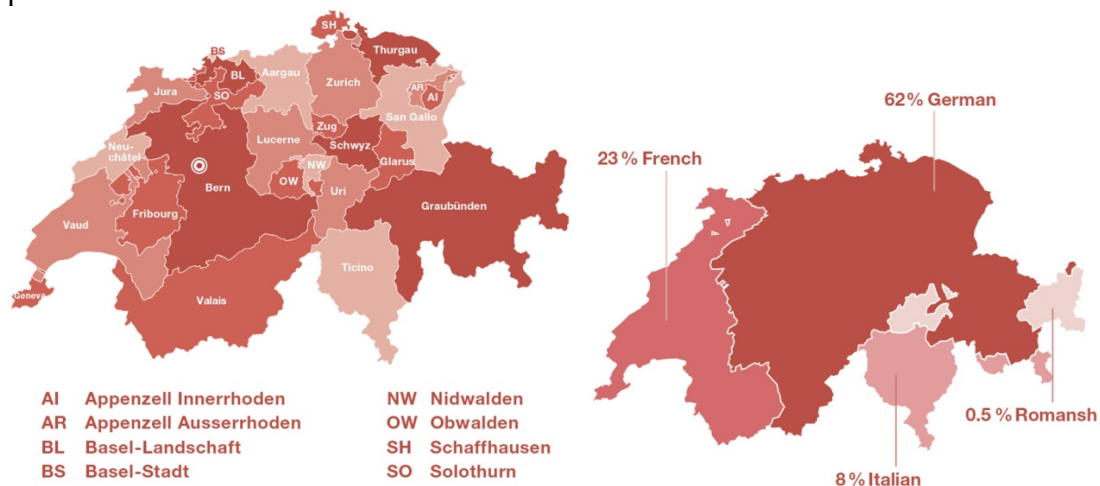 SH
Thurgau
BS
BL
Aargau
Zurich
Jura
SO
AR
AI
San Gallo
Neu-
châtel
Lucerne
Zug
Schwyz
Glarus
NW
OW
Bern
Uri
Fribourg
Vaud
Graubünden
Ticino
Valais
Geneva
AI Appenzell Innerrhoden
AR Appenzell Ausserrhoden
BL Basel-Landschaft
BS Basel-Stadt
NW Nidwalden
OW Obwalden
SH Schaffhausen
SO Solothurn
62% German
23% French
0.5% Romansh
8% Italian